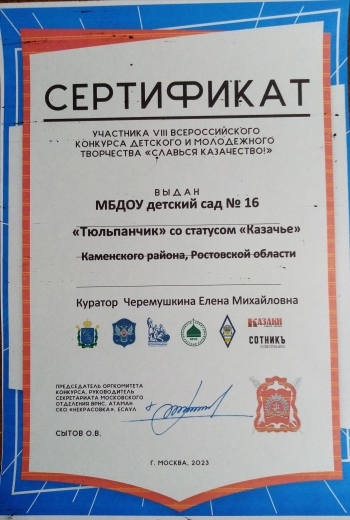 СЕРТИФИКАТ
УЧАСТНИКА VIII ВСЕРОССИЙСКОГО
КОНКУРСА ДЕТСКОГО И МОЛОДЕЖНОГО
ТВОРЧЕСТВА «СЛАВЬСЯ КАЗАЧЕСТВО!»
ВЫДАН
МБДОУ детский сад № 16
«Тюльпанчик» со статусом «Казачье»
Каменского района, Ростовской области
Куратор Черемушкина Елена Михайловна
КАЗАКИ
СОТНИКЪ
ПРЕДСЕДАТЕЛЬ ОРГКОМИТЕТА
КОНКУРСА, РУКОВОДИТЕЛЬ
СЕКРЕТАРИАТА МОСКОВСКОГО
ОТДЕЛЕНИЯ ВРНС, АТАМАН
СКО «НЕКРАСОВКА», ЕСАУЛ
СЫТОВ О.В.
Г. МОСКВА, 2023